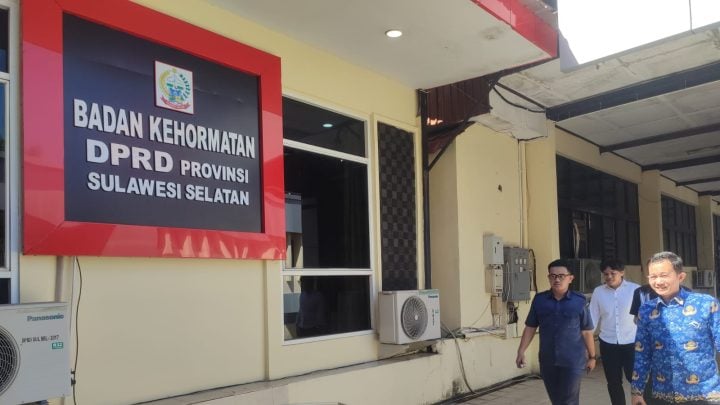 BADAN KEHORMATAN
DPRD PROVINSI
SULAWESI SELATAN
Panasonic